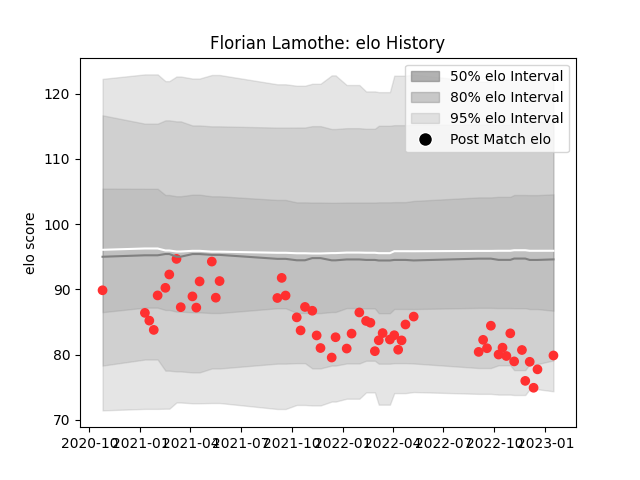 Florian Lamothe: elo History
50% elo Interval
80% elo Interval
95% elo Interval
Post Match elo
elo score
120
110
100
90
80
70
2020-10 2021-01 2021-04 2021-07 2021-10 2022-01 2022-04 2022-07 2022-10 2023-01